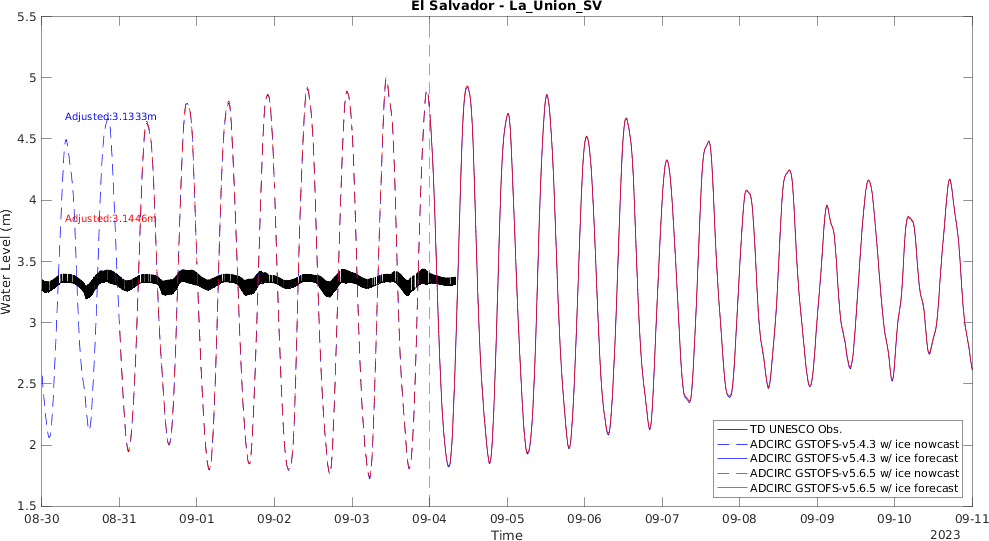 El Salvador - La_Union_SV
5.5
5
4.5
4
3.5
3
2.5
2
1.5
Water Level (m)
Adjusted:3.1333m
Adjusted:3.1446m
TD UNESCO Obs.
ADCIRC GSTOFS-v5.4.3 w/ ice nowcast
ADCIRC GSTOFS-v5.4.3 w/ ice forecast
ADCIRC GSTOFS-v5.6.5 w/ ice nowcast
ADCIRC GSTOFS-v5.6.5 w/ ice forecast
08-30 08-31 09-01 09-02 09-03 09-04 09-05 09-06 09-07 09-08 09-09 09-10 09-11
Time
2023